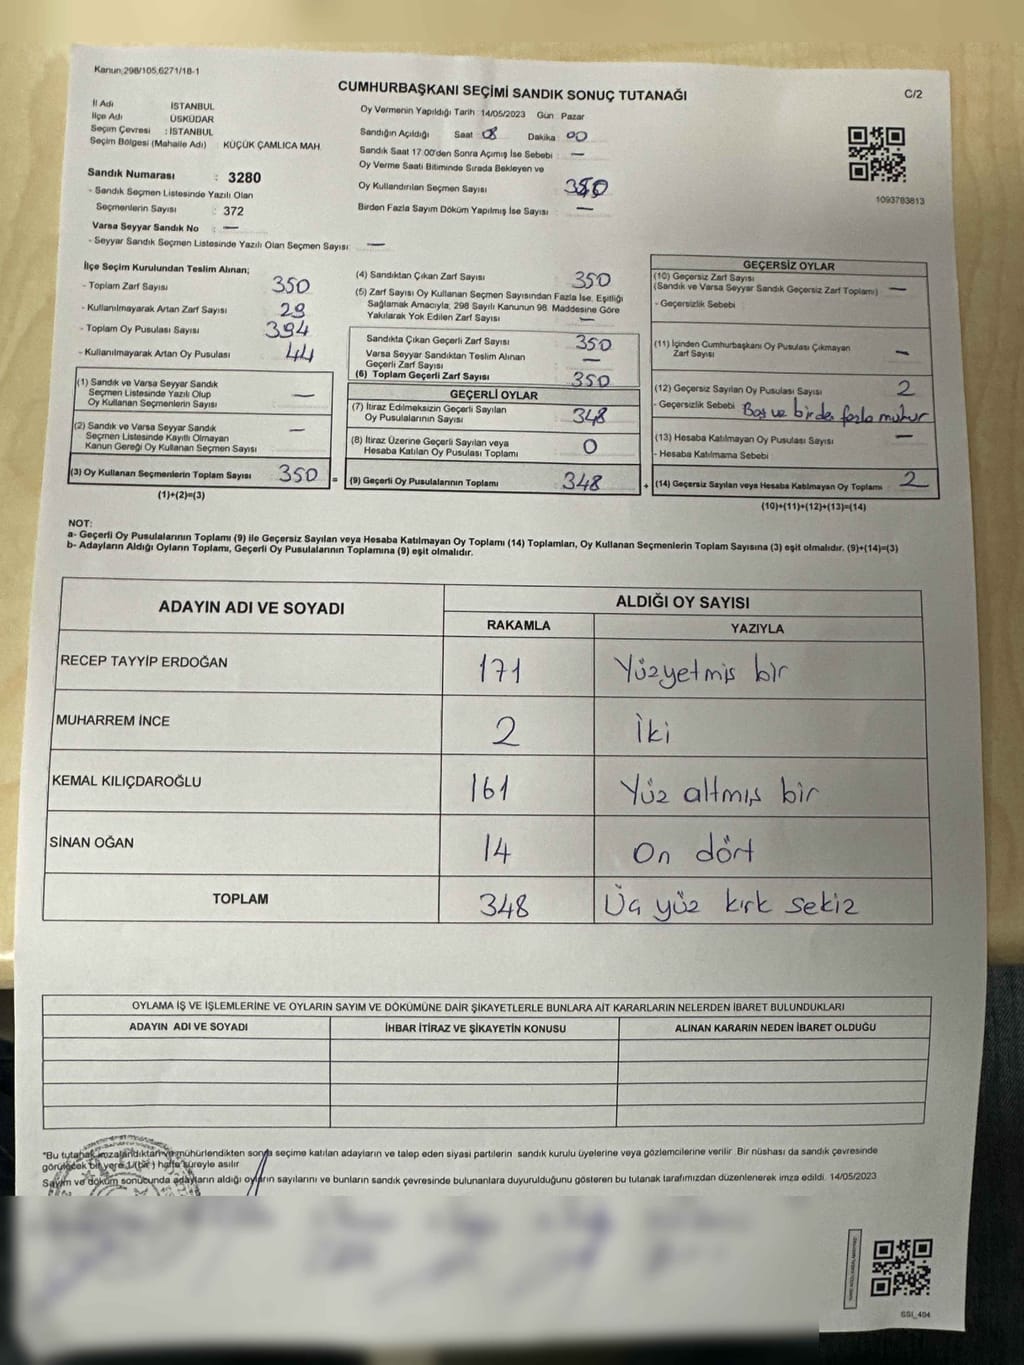 Kanun;298/105,6271/18-1
CUMHURBAŞKANI SEÇİMİ SANDIK SONUÇ TUTANAĞI
C/2
İl Adı İSTANBUL
İlçe Adı ÜSKÜDAR
Seçim Çevresi : İSTANBUL
Seçim Bölgesi (Mahalle Adı) : KÜÇÜK ÇAMLICA MAH.
Sandık Numarası : 3280
- Sandık Seçmen Listesinde Yazılı Olan
Seçmenlerin Sayısı : 372
Varsa Seyyar Sandık No : —
- Seyyar Sandık Seçmen Listesinde Yazılı Olan Seçmen Sayısı: —
Oy Vermenin Yapıldığı Tarih :14/05/2023 Gün : Pazar
Sandığın Açıldığı Saat : 08 Dakika : 00
Sandık Saat 17:00'den Sonra Açımış İse Sebebi : —
Oy Verme Saati Bitiminde Sırada Bekleyen ve
Oy Kullandırılan Seçmen Sayısı 350
Birden Fazla Sayım Döküm Yapılmış İse Sayısı : —
1093783813
İlçe Seçim Kurulundan Teslim Alınan;
- Toplam Zarf Sayısı : 350
- Kullanılmayarak Artan Zarf Sayısı : 29
- Toplam Oy Pusulası Sayısı : 394
- Kullanılmayarak Artan Oy Pusulası : 44
(1) Sandık ve Varsa Seyyar Sandık
Seçmen Listesinde Yazılı Olup
Oy Kullanan Seçmenlerin Sayısı : —
(2) Sandık ve Varsa Seyyar Sandık
Seçmen Listesinde Kayıtlı Olmayan
Kanun Gereği Oy Kullanan Seçmen Sayısı : —
(3) Oy Kullanan Seçmenlerin Toplam Sayısı : 350 =
(1)+(2)=(3)
(4) Sandıktan Çıkan Zarf Sayısı : 350
(5) Zarf Sayısı Oy Kullanan Seçmen Sayısından Fazla İse, Eşitliği
Sağlamak Amacıyla, 298 Sayılı Kanunun 98. Maddesine Göre
Yakılarak Yok Edilen Zarf Sayısı : —
Sandıkta Çıkan Geçerli Zarf Sayısı : 350
Varsa Seyyar Sandıktan Teslim Alınan
Geçerli Zarf Sayısı : —
(6) Toplam Geçerli Zarf Sayısı : 350
GEÇERLİ OYLAR
(7) İtiraz Edilmeksizin Geçerli Sayılan
Oy Pusulalarının Sayısı : 348
(8) İtiraz Üzerine Geçerli Sayılan veya
Hesaba Katılan Oy Pusulası Toplamı : 0
(9) Geçerli Oy Pusulalarının Toplamı : 348 +
GEÇERSİZ OYLAR
(10) Geçersiz Zarf Sayısı
(Sandık ve Varsa Seyyar Sandık Geçersiz Zarf Toplamı) : —
- Geçersizlik Sebebi :
(11) İçinden Cumhurbaşkanı Oy Pusulası Çıkmayan
Zarf Sayısı : —
(12) Geçersiz Sayılan Oy Pusulası Sayısı : 2
- Geçersizlik Sebebi : Boş ve birden fazla mühür
(13) Hesaba Katılmayan Oy Pusulası Sayısı : —
- Hesaba Katılmama Sebebi :
(14) Geçersiz Sayılan veya Hesaba Katılmayan Oy Toplamı : 2
(10)+(11)+(12)+(13)=(14)
NOT:
a- Geçerli Oy Pusulalarının Toplamı (9) ile Geçersiz Sayılan veya Hesaba Katılmayan Oy Toplamı (14) Toplamları, Oy Kullanan Seçmenlerin Toplam Sayısına (3) eşit olmalıdır. (9)+(14)=(3)
b- Adayların Aldığı Oyların Toplamı, Geçerli Oy Pusulalarının Toplamına (9) eşit olmalıdır.
ADAYIN ADI VE SOYADI ALDIĞI OY SAYISI
RAKAMLA YAZIYLA
RECEP TAYYİP ERDOĞAN 171 Yüzyetmiş bir
MUHARREM İNCE 2 İki
KEMAL KILIÇDAROĞLU 161 Yüz altmış bir
SİNAN OĞAN 14 On dört
TOPLAM 348 Üç yüz kırk sekiz
OYLAMA İŞ VE İŞLEMLERİNE VE OYLARIN SAYIM VE DÖKÜMÜNE DAİR ŞİKAYETLERLE BUNLARA AİT KARARLARIN NELERDEN İBARET BULUNDUKLARI
ADAYIN ADI VE SOYADI İHBAR İTİRAZ VE ŞİKAYETİN KONUSU ALINAN KARARIN NEDEN İBARET OLDUĞU
"Bu tutanak imzalandıktan ve mühürlendikten sonra seçime katılan adayların ve talep eden siyasi partilerin sandık kurulu üyelerine veya gözlemcilerine verilir. Bir nüshası da sandık çevresinde
görülecek bir yere 1 (bir) hafta süreyle asılır.
Sayım ve döküm sonucunda adayların aldığı oyların sayılarını ve bunların sandık çevresinde bulunanlara duyurulduğunu gösteren bu tutanak tarafımızdan düzenlenerek imza edildi. 14/05/2023